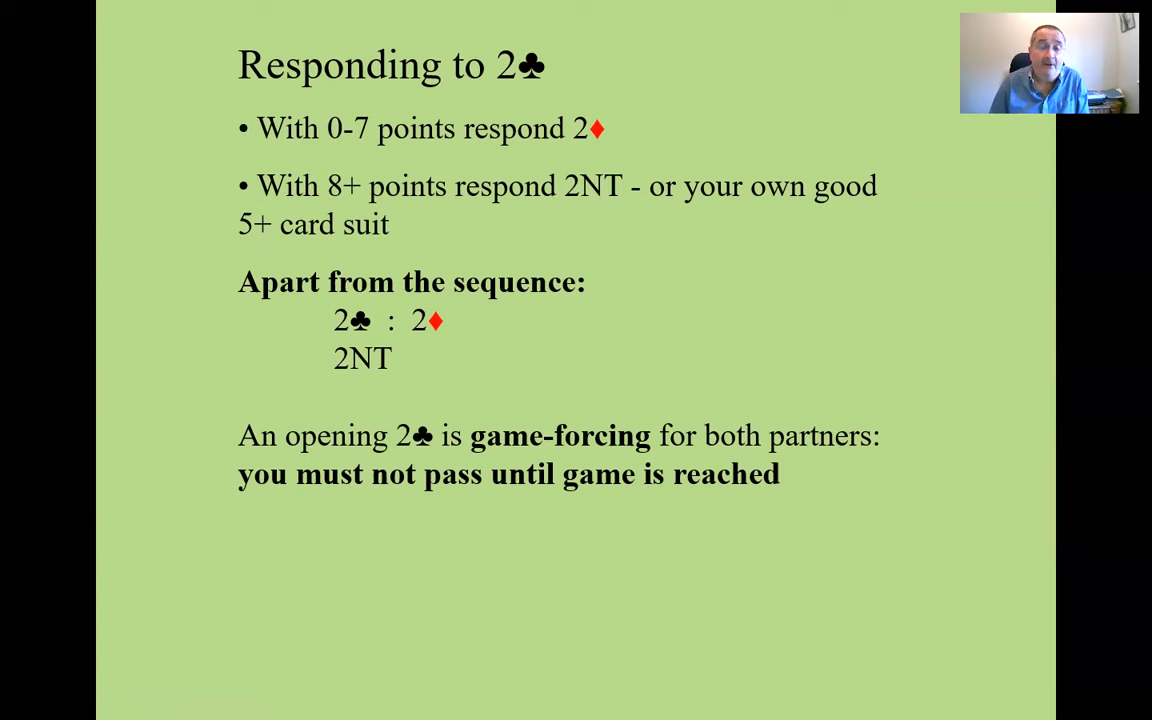 Responding to 2♣
• With 0-7 points respond 2♦
• With 8+ points respond 2NT - or your own good
5+ card suit
Apart from the sequence:
2♣ : 2♦
2NT
An opening 2♣ is game-forcing for both partners:
you must not pass until game is reached